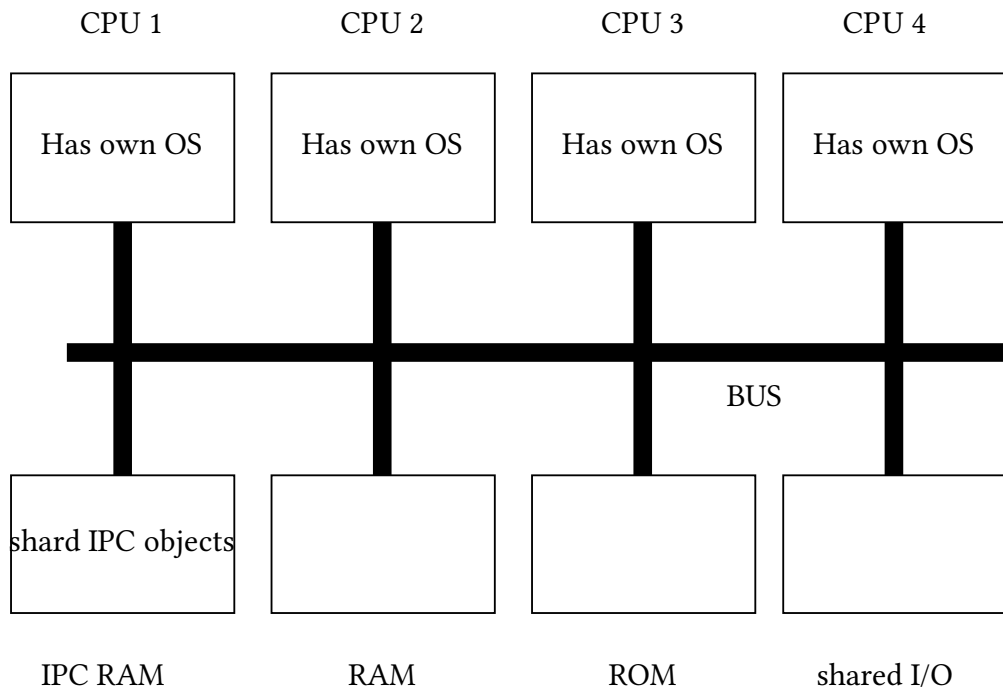 CPU 1
CPU 2
CPU 3
CPU 4
Has own OS
Has own OS
Has own OS
Has own OS
BUS
shard IPC objects
IPC RAM
RAM
ROM
shared I/O